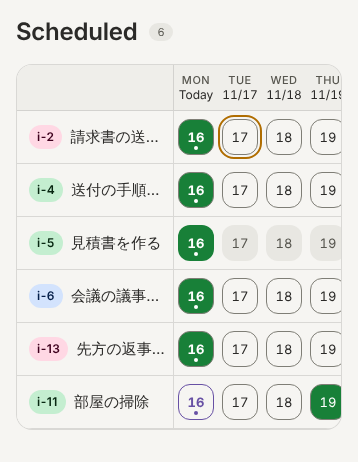 Scheduled 6
MON TUE WED THU
Today 11/17 11/18 11/19
i-2 請求書の送... 16 17 18 19
i-4 送付の手順... 16 17 18 19
i-5 見積書を作る 16 17 18 19
i-6 会議の議事... 16 17 18 19
i-13 先方の返事... 16 17 18 19
i-11 部屋の掃除 16 17 18 19